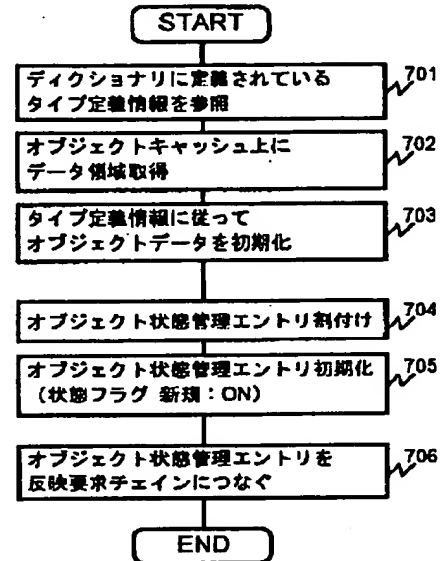 START
ディクショナリに定義されている
タイプ定義情報を参照
701
オブジェクトキャッシュ上に
データ領域取得
702
タイプ定義情報に従って
オブジェクトデータを初期化
703
オブジェクト状態管理エントリ割付け
704
オブジェクト状態管理エントリ初期化
(状態フラグ 新規:ON)
705
オブジェクト状態管理エントリを
反映要求チェインにつなぐ
706
END